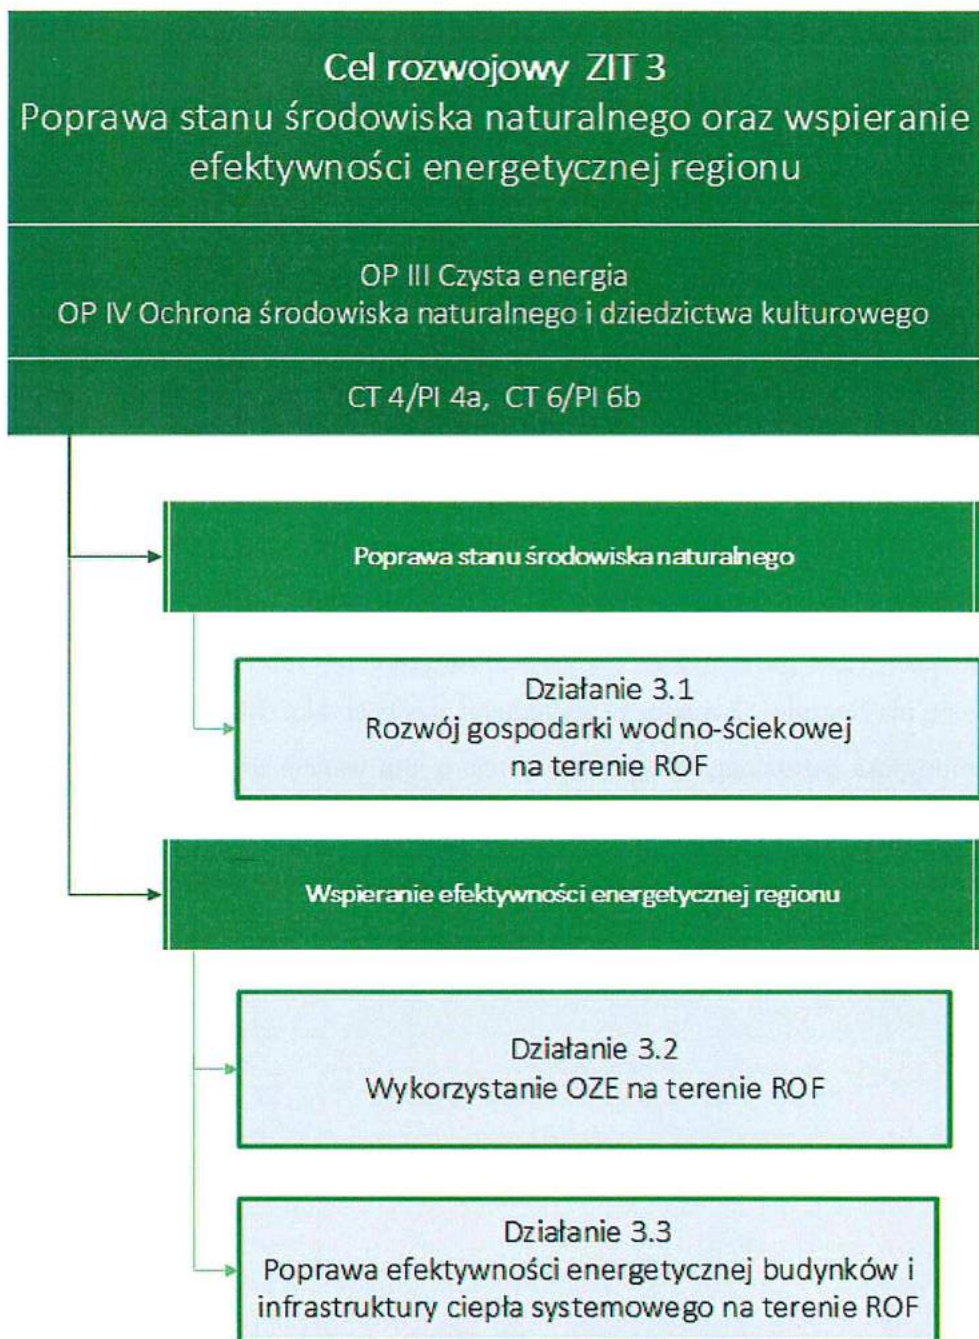 Cel rozwojowy ZIT 3
Poprawa stanu środowiska naturalnego oraz wspieranie
efektywności energetycznej regionu
OP III Czysta energia
OP IV Ochrona środowiska naturalnego i dziedzictwa kulturowego
CT 4/PI 4a, CT 6/PI 6b
Poprawa stanu środowiska naturalnego
Działanie 3.1
Rozwój gospodarki wodno-ściekowej
na terenie ROF
Wspieranie efektywności energetycznej regionu
Działanie 3.2
Wykorzystanie OZE na terenie ROF
Działanie 3.3
Poprawa efektywności energetycznej budynków i
infrastruktury ciepła systemowego na terenie ROF